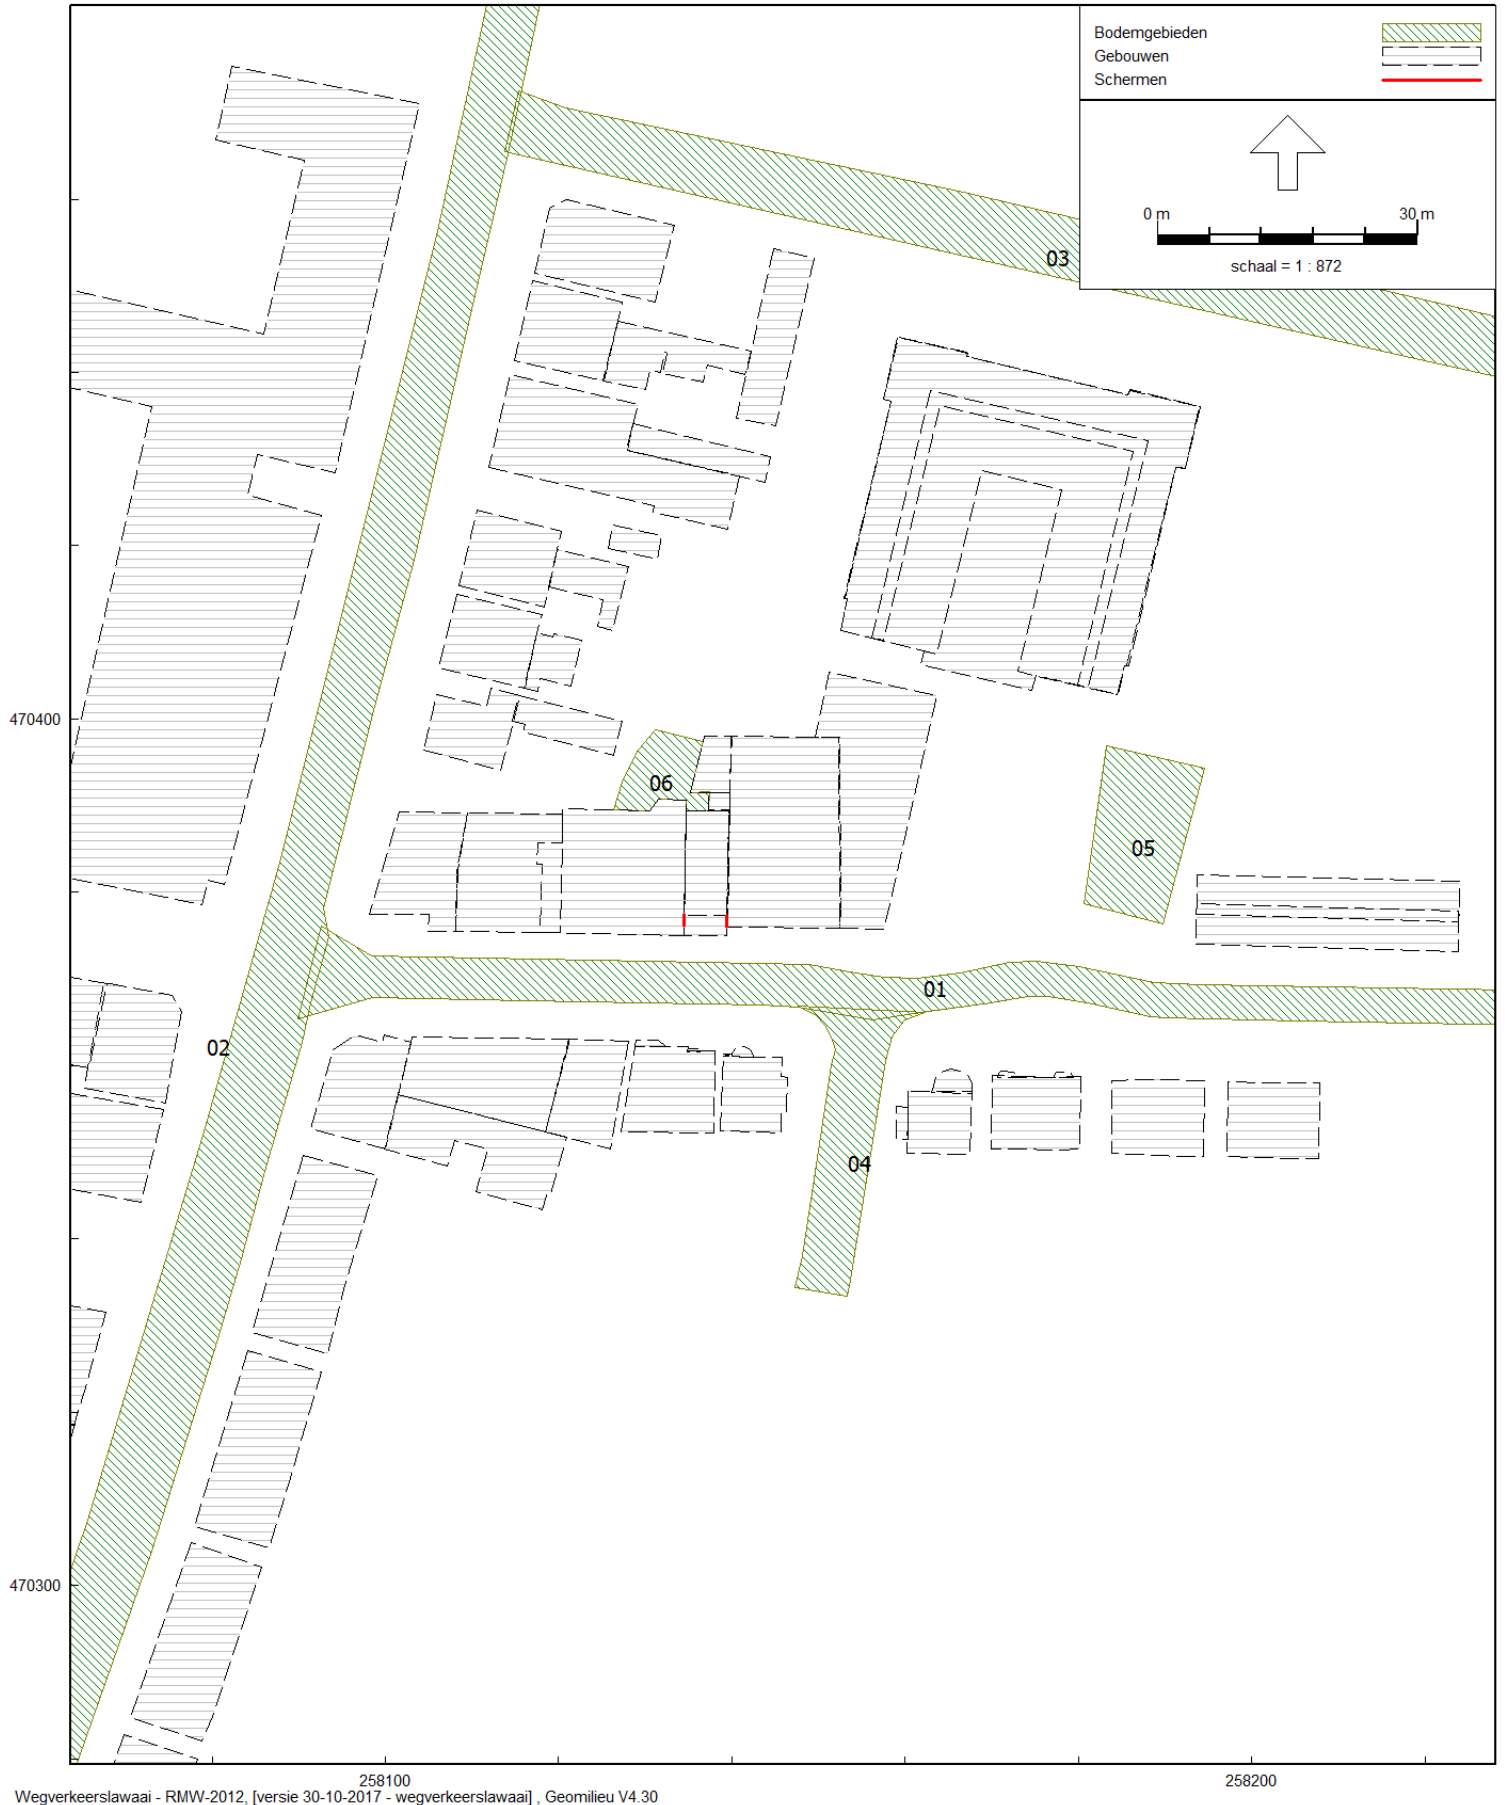 Bodemgebieden
Gebouwen
Schermen
0 m 30 m
schaal = 1 : 872
03
470400
06
05
01
02
04
470300
258100 258200
Wegverkeerslawaai - RMW-2012, [versie 30-10-2017 - wegverkeerslawaai] , Geomilieu V4.30